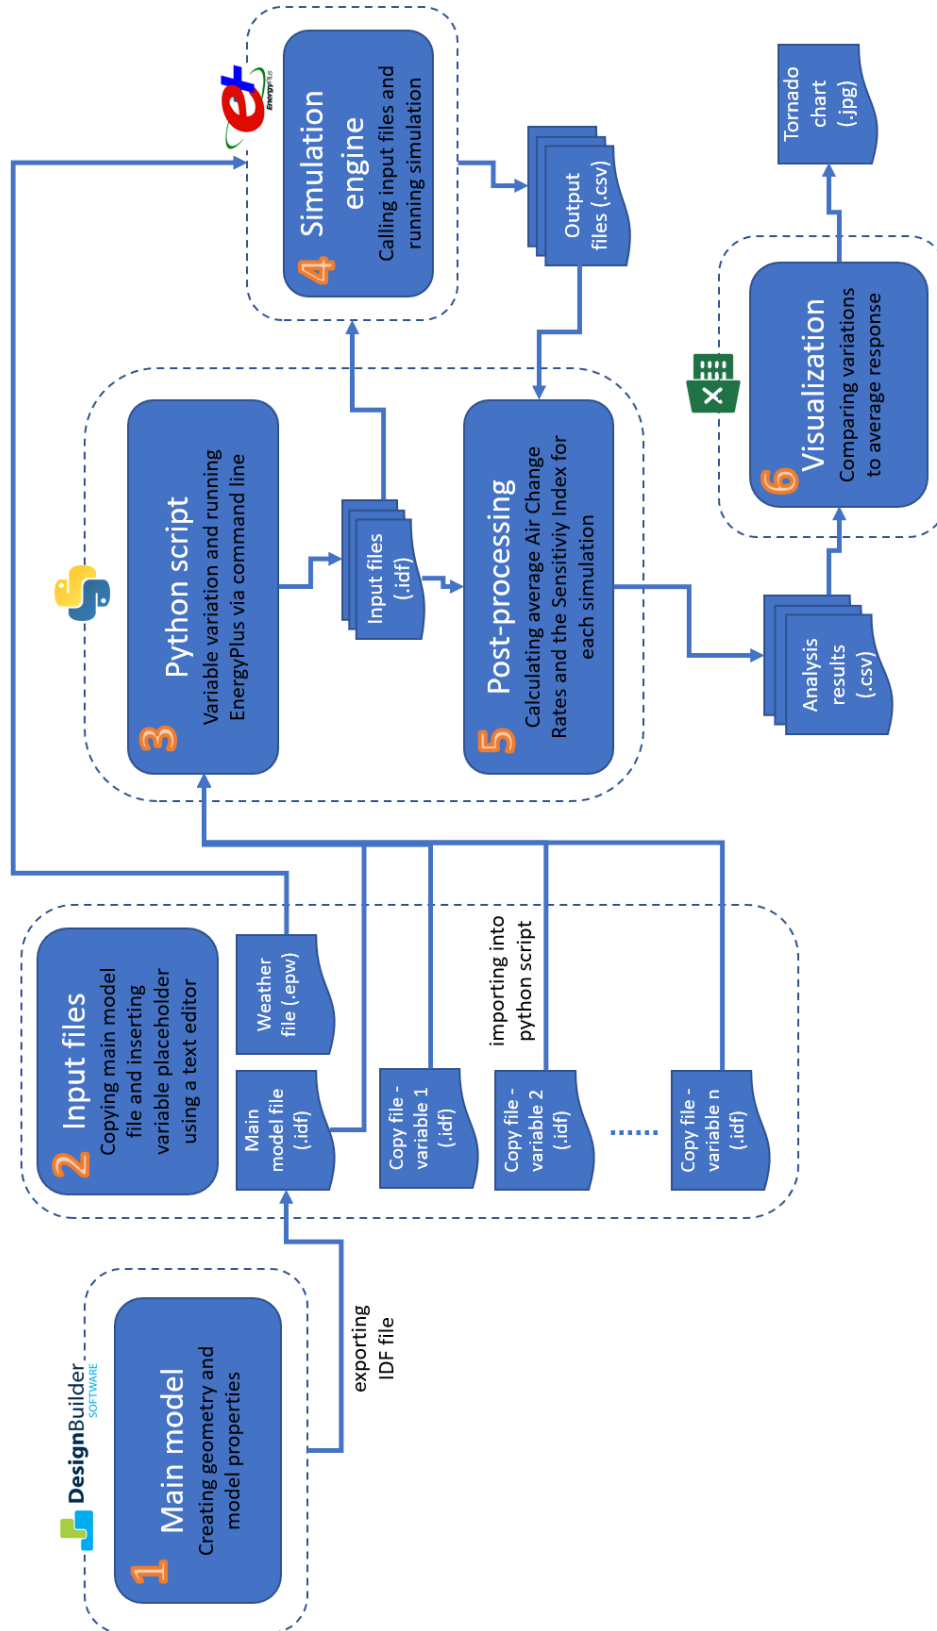 DesignBuilder
SOFTWARE
1
Main model
Creating geometry and
model properties
exporting
IDF file
2
Input files
Copying main model
file and inserting
variable placeholder
using a text editor
Main
model file
(.idf)
Weather
file (.epw)
Copy file -
variable 1
(.idf)
Copy file -
variable 2
(.idf)
......
Copy file -
variable n
(.idf)
importing into
python script
3
Python script
Variable variation and running
EnergyPlus via command line
Input files
(.idf)
5
Post-processing
Calculating average Air Change
Rates and the Sensitiviy Index for
each simulation
e+
EnergyPlus
4
Simulation
engine
Calling input files and
running simulation
Output
files (.csv)
Analysis
results
(.csv)
X
6
Visualization
Comparing variations
to average response
Tornado
chart
(.jpg)